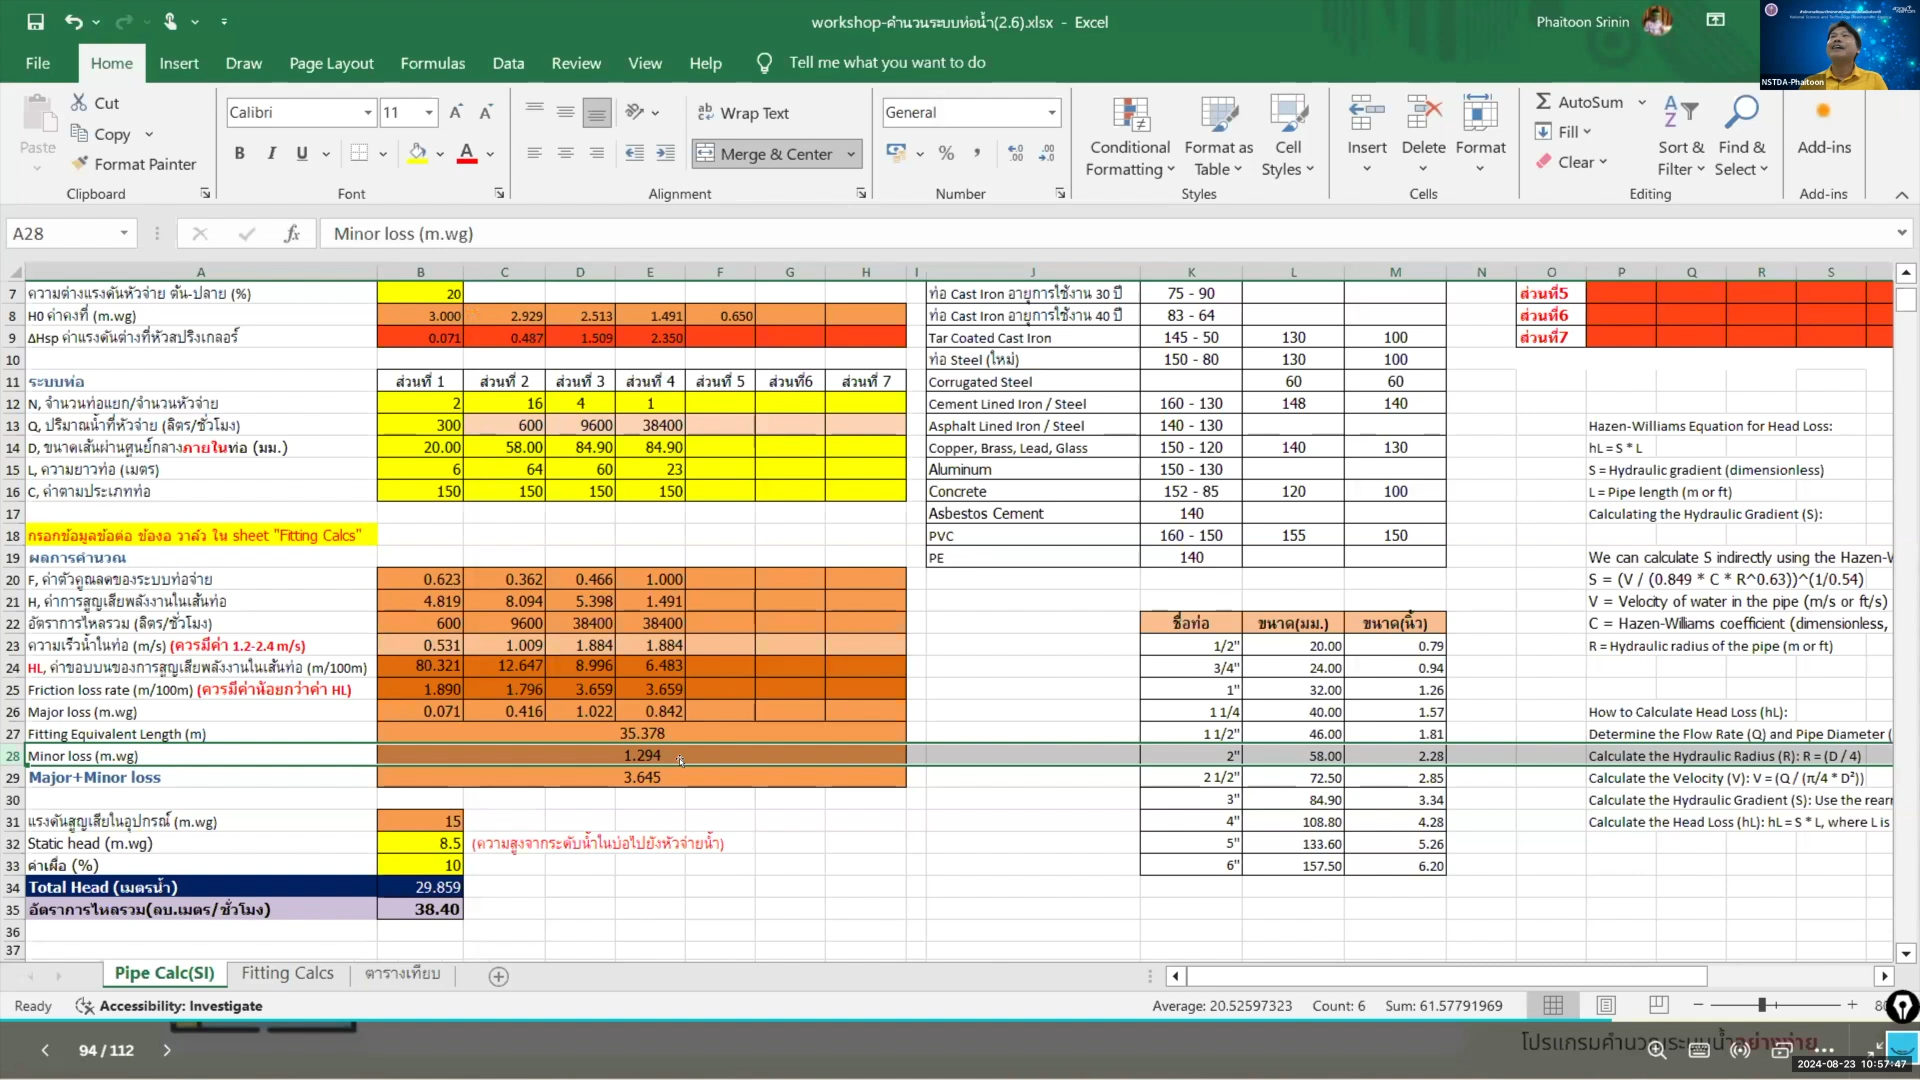 workshop-คำนวนระบบท่อน้ำ(2.6).xlsx - Excel
Phaitoon Srinin
NSTDA-Phaitoon
File Home Insert Draw Page Layout Formulas Data Review View Help Tell me what you want to do
Paste
Cut
Copy
Format Painter
Clipboard
Calibri 11
B I U
Font
Wrap Text
Merge & Center
Alignment
General
Number
Conditional Formatting
Format as Table
Cell Styles
Styles
Insert Delete Format
Cells
AutoSum
Fill
Clear
Sort & Filter
Find & Select
Editing
Add-ins
Add-ins
A28 fx Minor loss (m.wg)
A B C D E F G H I J K L M N O P Q R S
7 ความต่างแรงดันหัวจ่าย ต้น-ปลาย (%) 20 ท่อ Cast Iron อายุการใช้งาน 30 ปี 75 - 90 ส่วนที่5
8 H0 ค่าคงที่ (m.wg) 3.000 2.929 2.513 1.491 0.650 ท่อ Cast Iron อายุการใช้งาน 40 ปี 83 - 64 ส่วนที่6
9 ΔHsp ค่าแรงดันต่างที่หัวสปริงเกลอร์ 0.071 0.487 1.509 2.350 Tar Coated Cast Iron 145 - 50 130 100 ส่วนที่7
10 ท่อ Steel (ใหม่) 150 - 80 130 100
11 ระบบท่อ ส่วนที่ 1 ส่วนที่ 2 ส่วนที่ 3 ส่วนที่ 4 ส่วนที่ 5 ส่วนที่6 ส่วนที่ 7 Corrugated Steel 60 60
12 N, จำนวนท่อแยก/จำนวนหัวจ่าย 2 16 4 1 Cement Lined Iron / Steel 160 - 130 148 140
13 Q, ปริมาณน้ำที่หัวจ่าย (ลิตร/ชั่วโมง) 300 600 9600 38400 Asphalt Lined Iron / Steel 140 - 130 Hazen-Williams Equation for Head Loss:
14 D, ขนาดเส้นผ่านศูนย์กลางภายในท่อ (มม.) 20.00 58.00 84.90 84.90 Copper, Brass, Lead, Glass 150 - 120 140 130 hL = S * L
15 L, ความยาวท่อ (เมตร) 6 64 60 23 Aluminum 150 - 130 S = Hydraulic gradient (dimensionless)
16 C, ค่าตามประเภทท่อ 150 150 150 150 Concrete 152 - 85 120 100 L = Pipe length (m or ft)
17 Asbestos Cement 140 Calculating the Hydraulic Gradient (S):
18 กรอกข้อมูลข้อต่อ ข้องอ วาล์ว ใน sheet "Fitting Calcs" PVC 160 - 150 155 150
19 ผลการคำนวณ PE 140 We can calculate S indirectly using the Hazen-W
20 F, ค่าตัวคูณลดของระบบท่อจ่าย 0.623 0.362 0.466 1.000 S = (V / (0.849 * C * R^0.63))^(1/0.54)
21 H, ค่าการสูญเสียพลังงานในเส้นท่อ 4.819 8.094 5.398 1.491 V = Velocity of water in the pipe (m/s or ft/s)
22 อัตราการไหลรวม (ลิตร/ชั่วโมง) 600 9600 38400 38400 ชื่อท่อ ขนาด(มม.) ขนาด(นิ้ว) C = Hazen-Williams coefficient (dimensionless,
23 ความเร็วน้ำในท่อ (m/s) (ควรมีค่า 1.2-2.4 m/s) 0.531 1.009 1.884 1.884 1/2" 20.00 0.79 R = Hydraulic radius of the pipe (m or ft)
24 HL, ค่าขอบบนของการสูญเสียพลังงานในเส้นท่อ (m/100m) 80.321 12.647 8.996 6.483 3/4" 24.00 0.94
25 Friction loss rate (m/100m) (ควรมีค่าน้อยกว่าค่า HL) 1.890 1.796 3.659 3.659 1" 32.00 1.26
26 Major loss (m.wg) 0.071 0.416 1.022 0.842 1 1/4 40.00 1.57 How to Calculate Head Loss (hL):
27 Fitting Equivalent Length (m) 35.378 1 1/2" 46.00 1.81 Determine the Flow Rate (Q) and Pipe Diameter (
28 Minor loss (m.wg) 1.294 2" 58.00 2.28 Calculate the Hydraulic Radius (R): R = (D / 4)
29 Major+Minor loss 3.645 2 1/2" 72.50 2.85 Calculate the Velocity (V): V = (Q / (π/4 * D²))
30 3" 84.90 3.34 Calculate the Hydraulic Gradient (S): Use the rear
31 แรงดันสูญเสียในอุปกรณ์ (m.wg) 15 4" 108.80 4.28 Calculate the Head Loss (hL): hL = S * L, where L is
32 Static head (m.wg) 8.5 (ความสูงจากระดับน้ำในบ่อไปยังหัวจ่ายน้ำ) 5" 133.60 5.26
33 ค่าเผื่อ (%) 10 6" 157.50 6.20
34 Total Head (เมตรน้ำ) 29.859
35 อัตราการไหลรวม(ลบ.เมตร/ชั่วโมง) 38.40
36
37
Pipe Calc(SI) Fitting Calcs ตารางเทียบ
Ready Accessibility: Investigate Average: 20.52597323 Count: 6 Sum: 61.57791969
94 / 112
โปรแกรมคำนวณระบบน้ำอย่างง่าย
2024-08-23 10:57:47